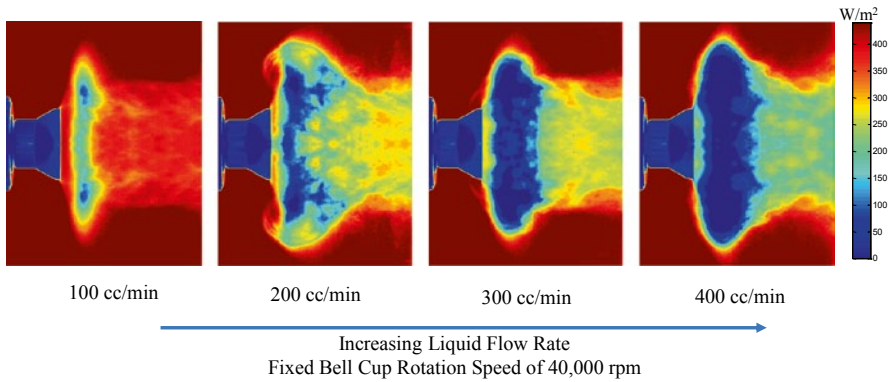 W/m²
400
350
300
250
200
150
100
50
0
100 cc/min
200 cc/min
300 cc/min
400 cc/min
Increasing Liquid Flow Rate
Fixed Bell Cup Rotation Speed of 40,000 rpm